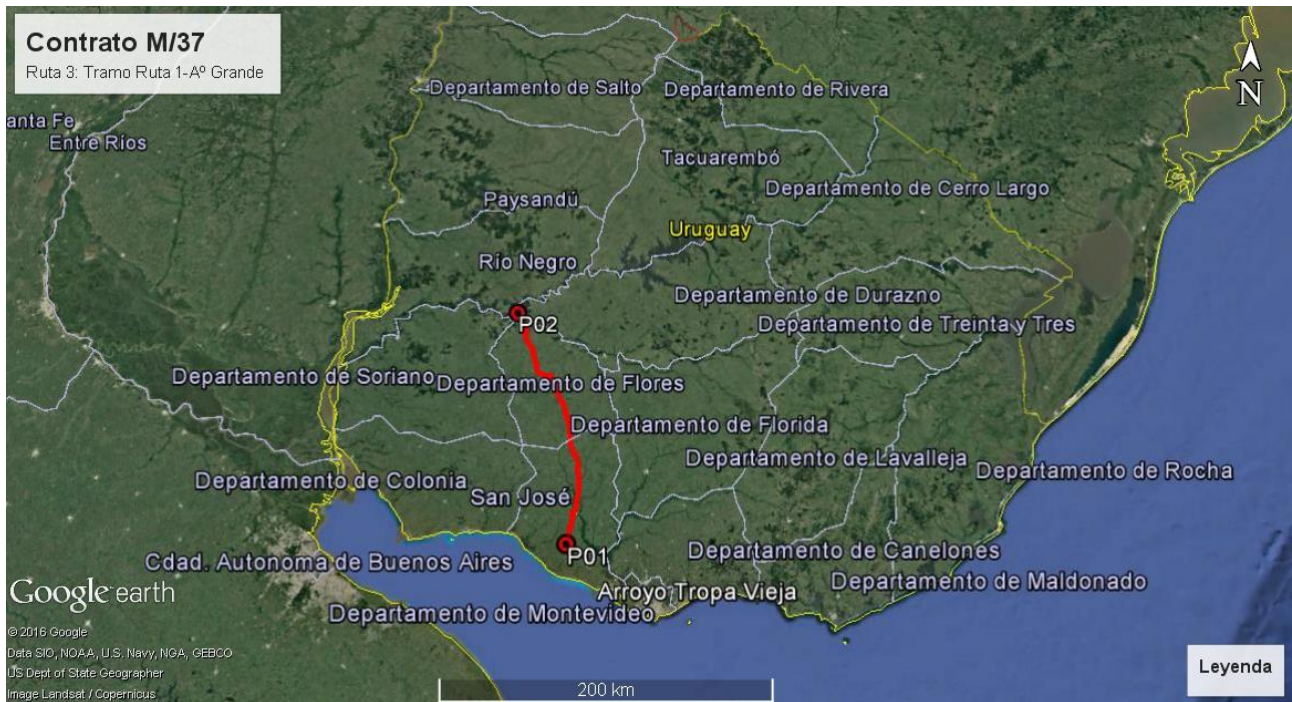 Contrato M/37
Ruta 3: Tramo Ruta 1-Aº Grande
N
Departamento de Salto
Departamento de Rivera
anta Fe
Entre Ríos
Tacuarembó
Departamento de Cerro Largo
Paysandú
Uruguay
Río Negro
Departamento de Durazno
P02
Departamento de Treinta y Tres
Departamento de Soriano
Departamento de Flores
Departamento de Florida
Departamento de Lavalleja
Departamento de Rocha
Departamento de Colonia
San José
P01
Departamento de Canelones
Cdad. Autonoma de Buenos Aires
Departamento de Maldonado
Arroyo Tropa Vieja
Departamento de Montevideo
Google earth
© 2016 Google
Data SIO, NOAA, U.S. Navy, NGA, GEBCO
US Dept of State Geographer
Image Landsat / Copernicus
200 km
Leyenda